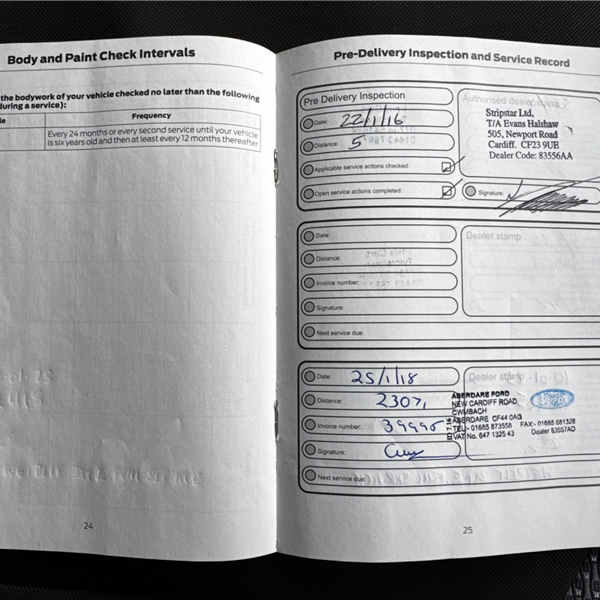 Body and Paint Check Intervals
the bodywork of your vehicle checked no later than the following
during a service):
Frequency
Every 24 months or every second service until your vehicle
is six years old and then at least every 12 months thereafter
24
Pre-Delivery Inspection and Service Record
Pre Delivery Inspection
Date: 22/1/16
Distance: 5
Applicable service actions checked:
Open service actions completed:
Authorised dealer stamp
Stripstar Ltd,
T/A Evans Halshaw
505, Newport Road
Cardiff. CF23 9UE
Dealer Code: 83556AA
Signature:
Date:
Distance:
Invoice number:
Signature:
Next service due:
Dealer stamp
Date: 25/1/18
Distance: 2307,
Invoice number: 39995
Signature:
Next service due:
Dealer stamp
Ford
ABERDARE FORD
NEW CARDIFF ROAD,
CWMBACH
ABERDARE CF44 0AG
TEL:- 01685 873558 FAX:- 01685 881328
VAT No. 647 1325 43 Dealer 83557AD
25